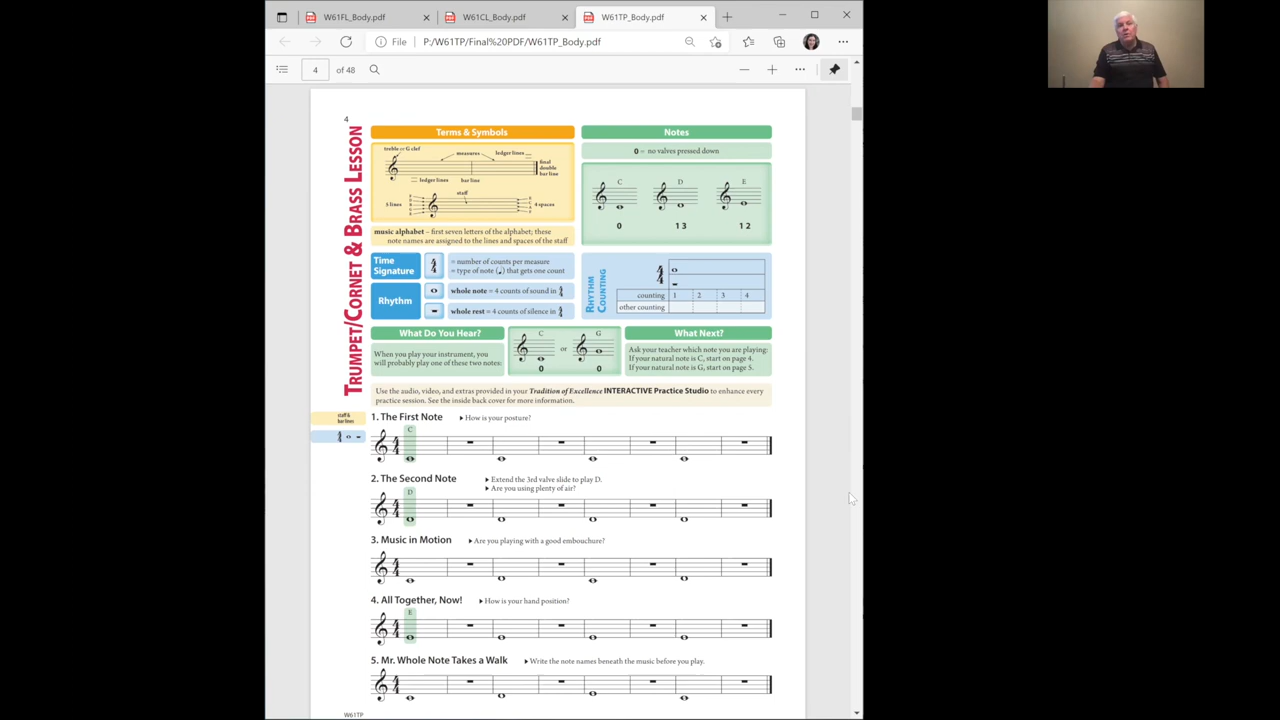 W61FL_Body.pdf
W61CL_Body.pdf
W61TP_Body.pdf
File
P:/W61TP/Final%20PDF/W61TP_Body.pdf
4 of 48
4
TRUMPET/CORNET & BRASS LESSON
Terms & Symbols
treble or G clef
measures
ledger lines
final
double
bar line
ledger lines
bar line
staff
5 lines
4 spaces
music alphabet – first seven letters of the alphabet; these
note names are assigned to the lines and spaces of the staff
Notes
0 = no valves pressed down
C D E
0 1 3 1 2
Time
Signature
4
4
= number of counts per measure
= type of note (♩) that gets one count
Rhythm
whole note = 4 counts of sound in 4/4
whole rest = 4 counts of silence in 4/4
RHYTHM
COUNTING
4
4
counting 1 2 3 4
other counting
What Do You Hear?
When you play your instrument, you
will probably play one of these two notes:
C G
or
0 0
What Next?
Ask your teacher which note you are playing:
If your natural note is C, start on page 4.
If your natural note is G, start on page 5.
Use the audio, video, and extras provided in your Tradition of Excellence INTERACTIVE Practice Studio to enhance every
practice session. See the inside back cover for more information.
staff &
bar lines
1. The First Note ▶ How is your posture?
C
2. The Second Note ▶ Extend the 3rd valve slide to play D.
▶ Are you using plenty of air?
D
3. Music in Motion ▶ Are you playing with a good embouchure?
4. All Together, Now! ▶ How is your hand position?
E
5. Mr. Whole Note Takes a Walk ▶ Write the note names beneath the music before you play.
W61TP